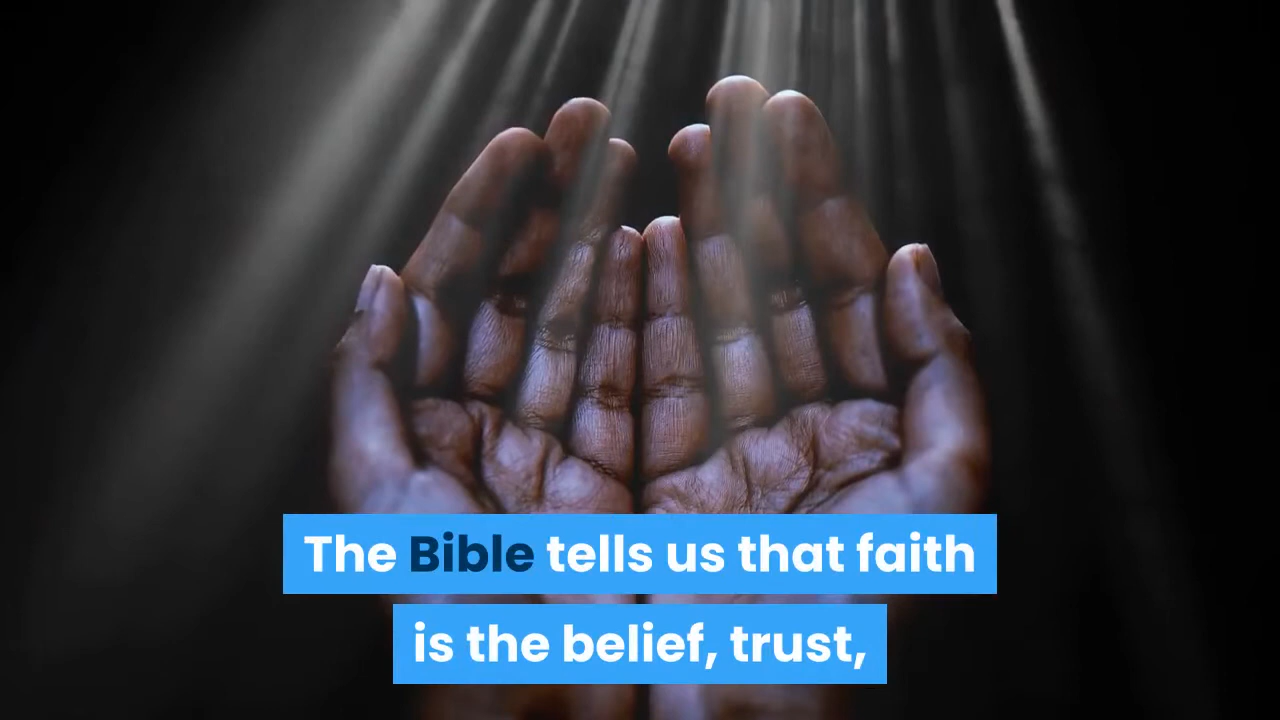 The Bible tells us that faith
is the belief, trust,